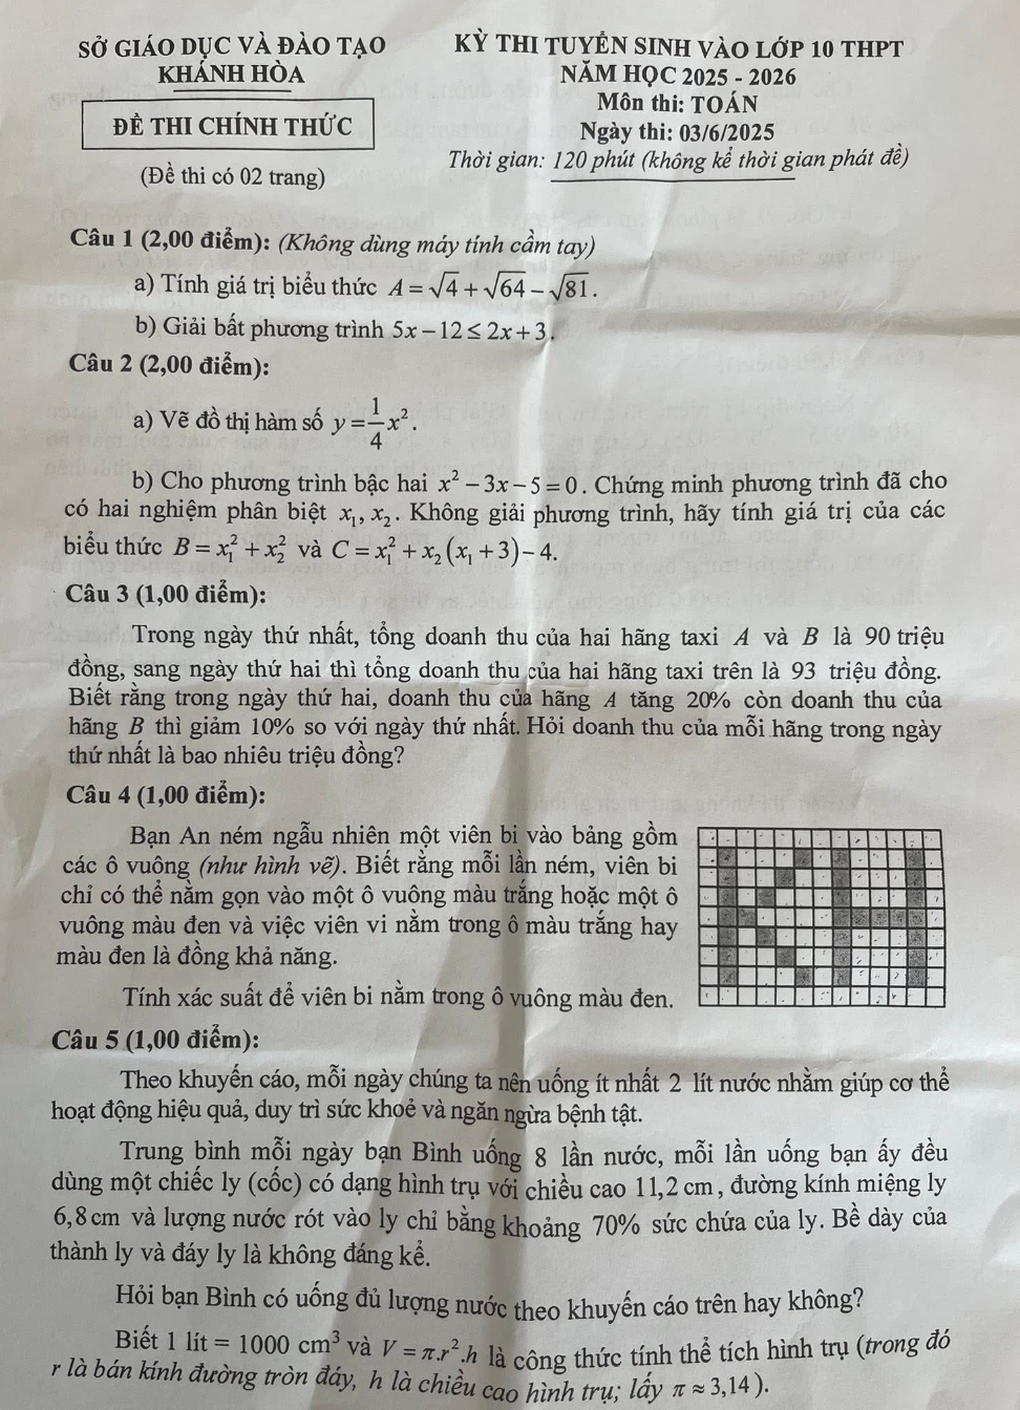 SỞ GIÁO DỤC VÀ ĐÀO TẠO
KHÁNH HÒA
ĐỀ THI CHÍNH THỨC
(Đề thi có 02 trang)
KỲ THI TUYỂN SINH VÀO LỚP 10 THPT
NĂM HỌC 2025 - 2026
Môn thi: TOÁN
Ngày thi: 03/6/2025
Thời gian: 120 phút (không kể thời gian phát đề)
Câu 1 (2,00 điểm): (Không dùng máy tính cầm tay)
a) Tính giá trị biểu thức A = √4 + √64 − √81.
b) Giải bất phương trình 5x − 12 ≤ 2x + 3.
Câu 2 (2,00 điểm):
a) Vẽ đồ thị hàm số y = 1/4 x².
b) Cho phương trình bậc hai x² − 3x − 5 = 0. Chứng minh phương trình đã cho
có hai nghiệm phân biệt x₁, x₂. Không giải phương trình, hãy tính giá trị của các
biểu thức B = x₁² + x₂² và C = x₁² + x₂(x₁ + 3) − 4.
Câu 3 (1,00 điểm):
Trong ngày thứ nhất, tổng doanh thu của hai hãng taxi A và B là 90 triệu
đồng, sang ngày thứ hai thì tổng doanh thu của hai hãng taxi trên là 93 triệu đồng.
Biết rằng trong ngày thứ hai, doanh thu của hãng A tăng 20% còn doanh thu của
hãng B thì giảm 10% so với ngày thứ nhất. Hỏi doanh thu của mỗi hãng trong ngày
thứ nhất là bao nhiêu triệu đồng?
Câu 4 (1,00 điểm):
Bạn An ném ngẫu nhiên một viên bi vào bảng gồm
các ô vuông (như hình vẽ). Biết rằng mỗi lần ném, viên bi
chỉ có thể nằm gọn vào một ô vuông màu trắng hoặc một ô
vuông màu đen và việc viên vi nằm trong ô màu trắng hay
màu đen là đồng khả năng.
Tính xác suất để viên bi nằm trong ô vuông màu đen.
Câu 5 (1,00 điểm):
Theo khuyến cáo, mỗi ngày chúng ta nên uống ít nhất 2 lít nước nhằm giúp cơ thể
hoạt động hiệu quả, duy trì sức khoẻ và ngăn ngừa bệnh tật.
Trung bình mỗi ngày bạn Bình uống 8 lần nước, mỗi lần uống bạn ấy đều
dùng một chiếc ly (cốc) có dạng hình trụ với chiều cao 11,2 cm, đường kính miệng ly
6,8 cm và lượng nước rót vào ly chỉ bằng khoảng 70% sức chứa của ly. Bề dày của
thành ly và đáy ly là không đáng kể.
Hỏi bạn Bình có uống đủ lượng nước theo khuyến cáo trên hay không?
Biết 1 lít = 1000 cm³ và V = π.r².h là công thức tính thể tích hình trụ (trong đó
r là bán kính đường tròn đáy, h là chiều cao hình trụ; lấy π ≈ 3,14).